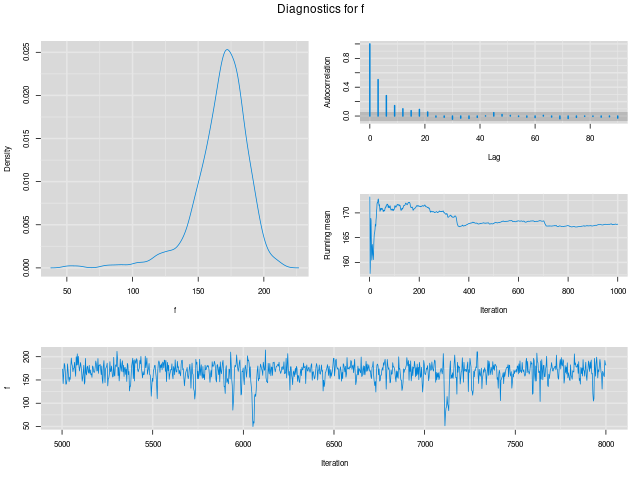 Diagnostics for f
Density
0.000 0.005 0.010 0.015 0.020 0.025
50 100 150 200
f
Autocorrelation
0.0 0.4 0.8
0 20 40 60 80
Lag
Running mean
160 165 170
0 200 400 600 800 1000
Iteration
f
50 100 150 200
5000 5500 6000 6500 7000 7500 8000
Iteration